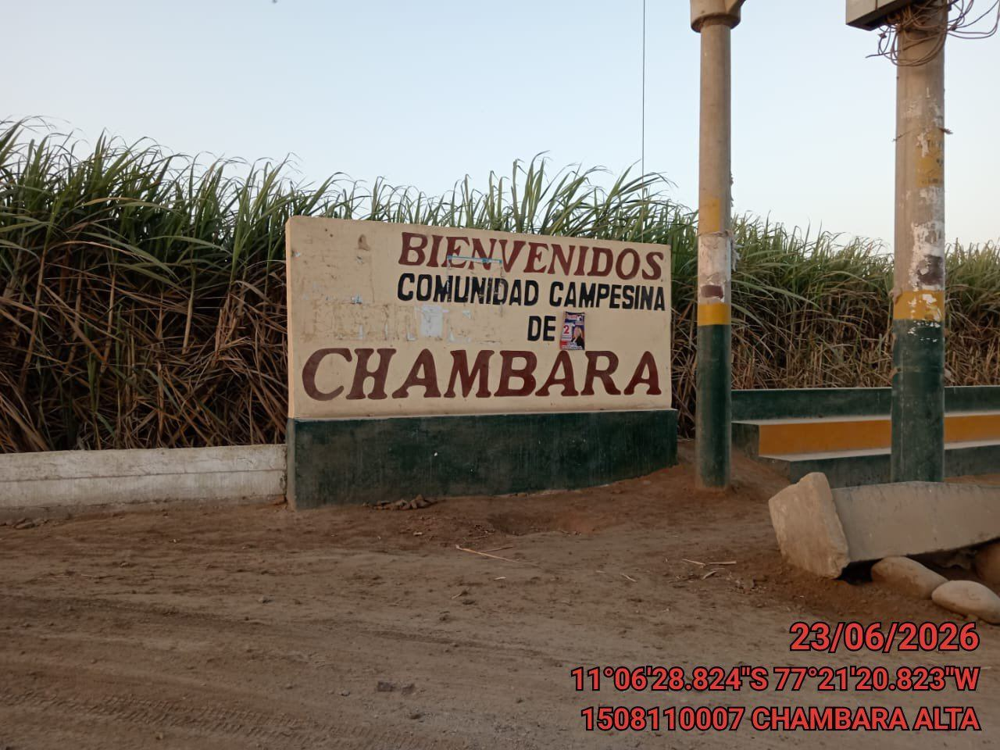 BIENVENIDOS
COMUNIDAD CAMPESINA
DE
2
CHAMBARA
23/06/2026
11°06'28.824"S 77°21'20.823"W
1508110007 CHAMBARA ALTA